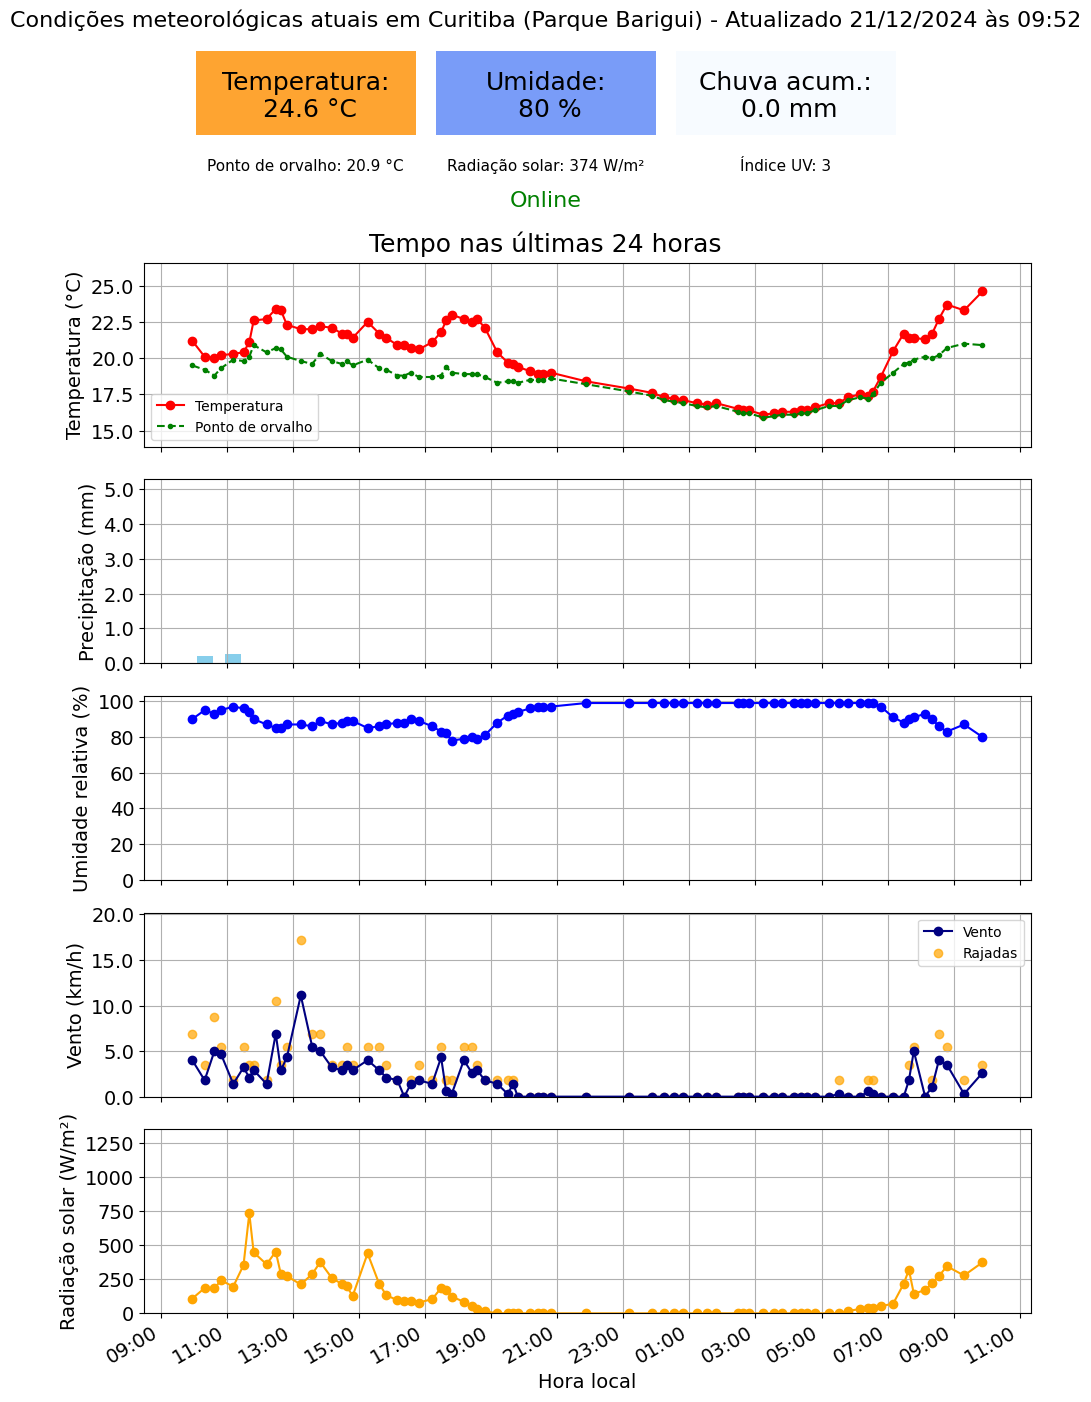 Condições meteorológicas atuais em Curitiba (Parque Barigui) - Atualizado 21/12/2024 às 09:52
Temperatura:
24.6 °C
Umidade:
80 %
Chuva acum.:
0.0 mm
Ponto de orvalho: 20.9 °C
Radiação solar: 374 W/m²
Índice UV: 3
Online
Tempo nas últimas 24 horas
Temperatura (°C)
25.0
22.5
20.0
17.5
15.0
Temperatura
Ponto de orvalho
Precipitação (mm)
5.0
4.0
3.0
2.0
1.0
0.0
Umidade relativa (%)
100
80
60
40
20
0
Vento (km/h)
20.0
15.0
10.0
5.0
0.0
Vento
Rajadas
Radiação solar (W/m²)
1250
1000
750
500
250
0
09:00
11:00
13:00
15:00
17:00
19:00
21:00
23:00
01:00
03:00
05:00
07:00
09:00
11:00
Hora local